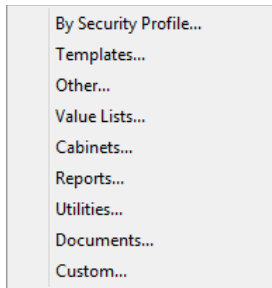 By Security Profile...
Templates...
Other...
Value Lists...
Cabinets...
Reports...
Utilities...
Documents...
Custom...